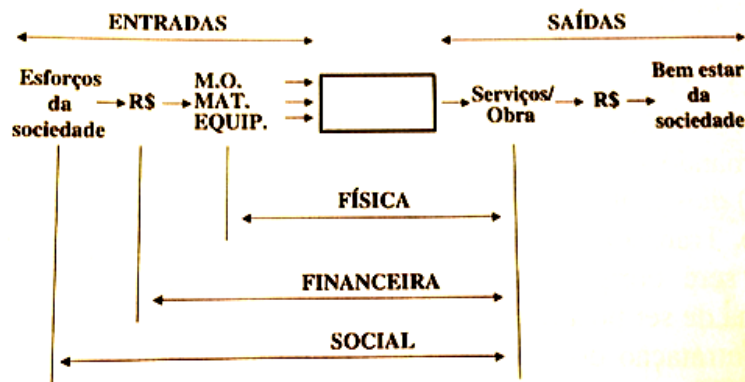 ENTRADAS
SAÍDAS
Esforços
da
sociedade
R$
M.O.
MAT.
EQUIP.
Serviços/
Obra
R$
Bem estar
da
sociedade
FÍSICA
FINANCEIRA
SOCIAL